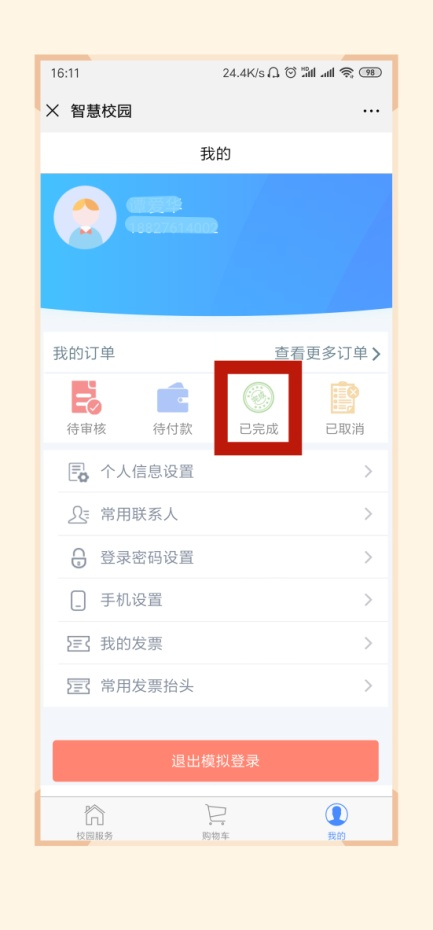 16:11 24.4K/s HD 98
智慧校园
我的
我的订单 查看更多订单
待审核 待付款 已完成 已取消
个人信息设置
常用联系人
登录密码设置
手机设置
我的发票
常用发票抬头
退出模拟登录
校园服务 购物车 我的